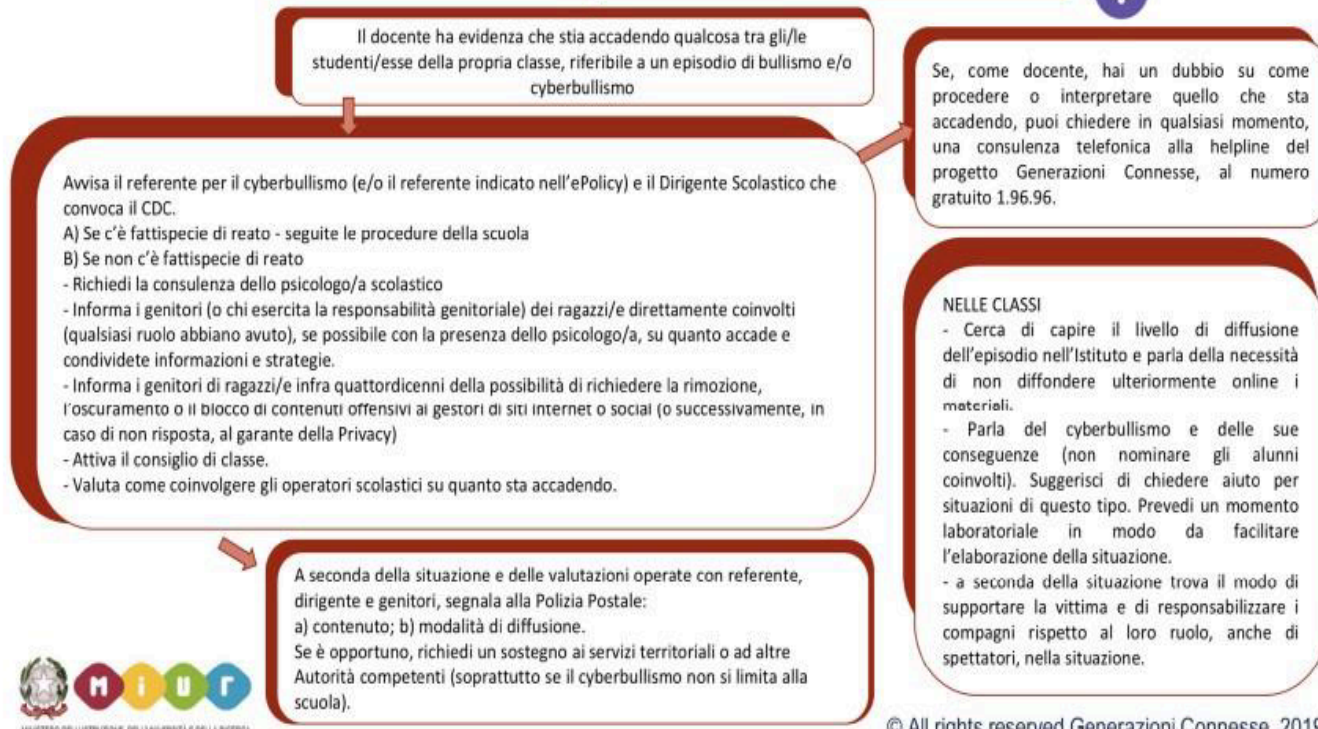 Il docente ha evidenza che stia accadendo qualcosa tra gli/le
studenti/esse della propria classe, riferibile a un episodio di bullismo e/o
cyberbullismo
Se, come docente, hai un dubbio su come
procedere o interpretare quello che sta
accadendo, puoi chiedere in qualsiasi momento,
una consulenza telefonica alla helpline del
progetto Generazioni Connesse, al numero
gratuito 1.96.96.
Avvisa il referente per il cyberbullismo (e/o il referente indicato nell'ePolicy) e il Dirigente Scolastico che
convoca il CDC.
A) Se c'è fattispecie di reato - seguite le procedure della scuola
B) Se non c'è fattispecie di reato
- Richiedi la consulenza dello psicologo/a scolastico
- Informa i genitori (o chi esercita la responsabilità genitoriale) dei ragazzi/e direttamente coinvolti
(qualsiasi ruolo abbiano avuto), se possibile con la presenza dello psicologo/a, su quanto accade e
condividete informazioni e strategie.
- Informa i genitori di ragazzi/e infra quattordicenni della possibilità di richiedere la rimozione,
l'oscuramento o il blocco di contenuti offensivi ai gestori di siti internet o social (o successivamente, in
caso di non risposta, al garante della Privacy)
- Attiva il consiglio di classe.
- Valuta come coinvolgere gli operatori scolastici su quanto sta accadendo.
NELLE CLASSI
- Cerca di capire il livello di diffusione
dell'episodio nell'Istituto e parla della necessità
di non diffondere ulteriormente online i
materiali.
- Parla del cyberbullismo e delle sue
conseguenze (non nominare gli alunni
coinvolti). Suggerisci di chiedere aiuto per
situazioni di questo tipo. Prevedi un momento
laboratoriale in modo da facilitare
l'elaborazione della situazione.
- a seconda della situazione trova il modo di
supportare la vittima e di responsabilizzare i
compagni rispetto al loro ruolo, anche di
spettatori, nella situazione.
A seconda della situazione e delle valutazioni operate con referente,
dirigente e genitori, segnala alla Polizia Postale:
a) contenuto; b) modalità di diffusione.
Se è opportuno, richiedi un sostegno ai servizi territoriali o ad altre
Autorità competenti (soprattutto se il cyberbullismo non si limita alla
scuola).
MiUr
© All rights reserved Generazioni Connesse 2019